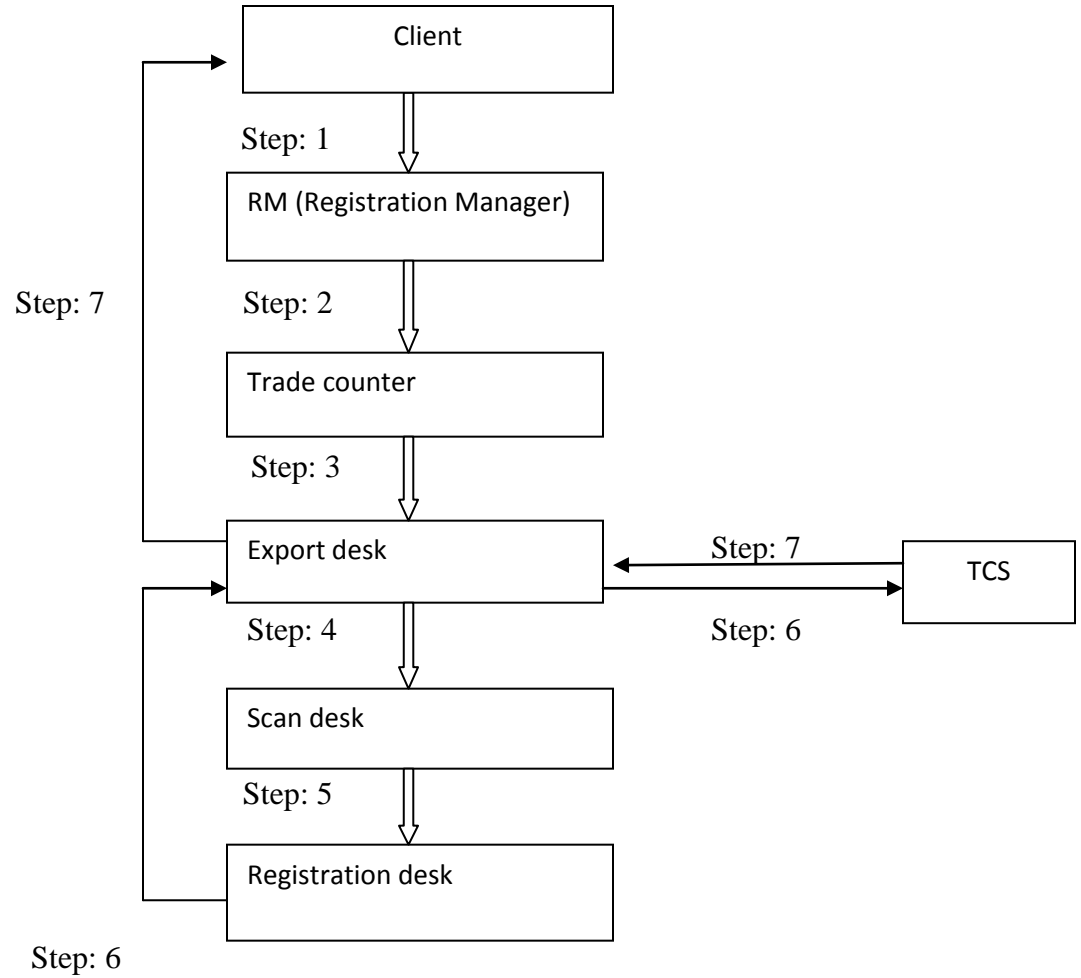 Client
Step: 1
RM (Registration Manager)
Step: 2
Step: 7
Trade counter
Step: 3
Export desk
Step: 7
TCS
Step: 4
Step: 6
Scan desk
Step: 5
Registration desk
Step: 6